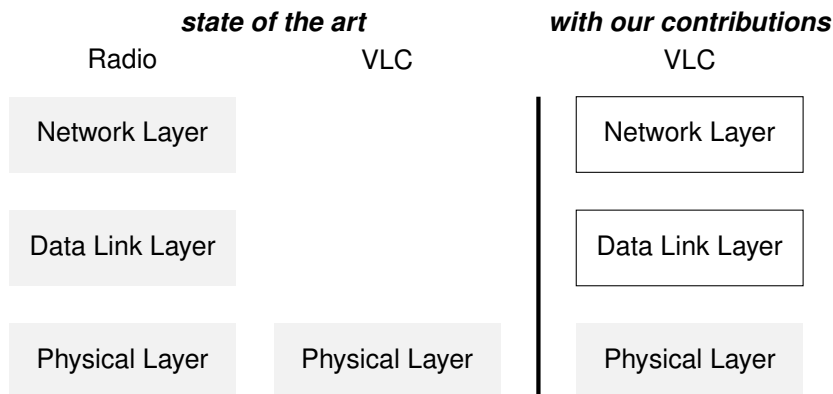 state of the art with our contributions
Radio VLC VLC
Network Layer Network Layer
Data Link Layer Data Link Layer
Physical Layer Physical Layer Physical Layer